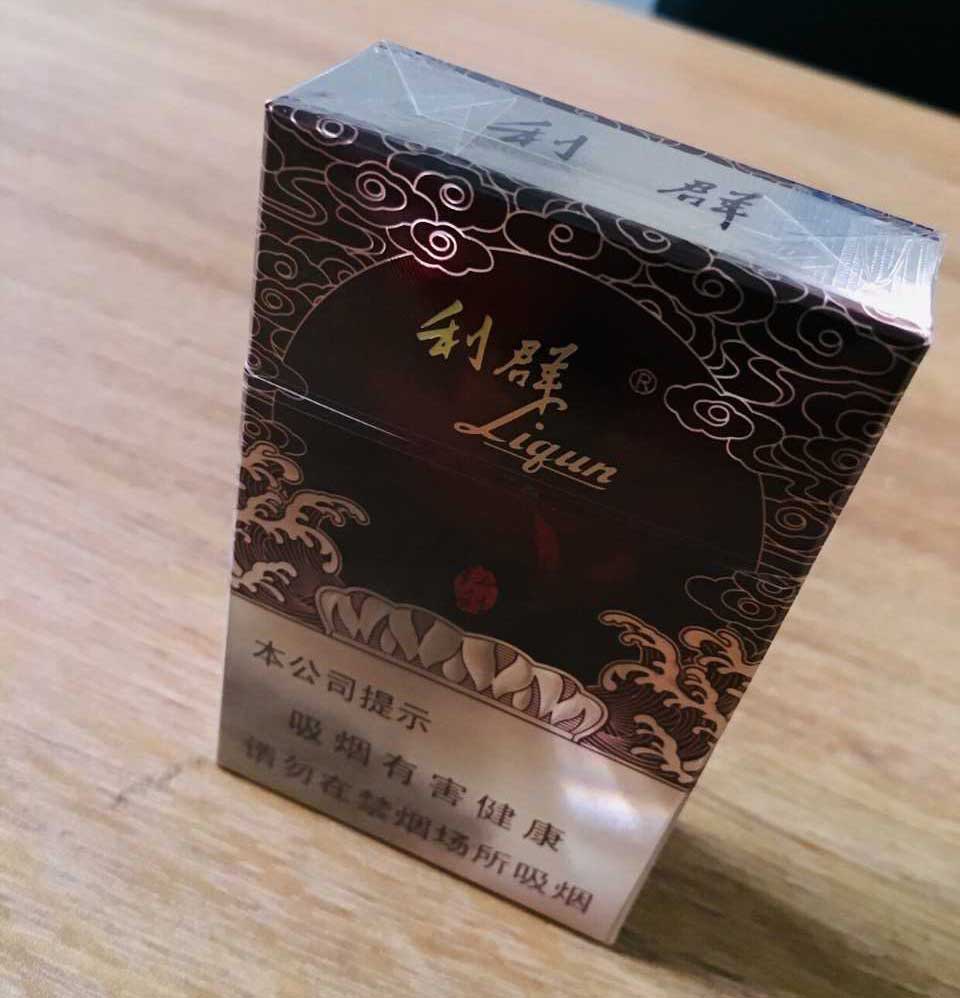 利群
利群
®
Liqun
本公司提示
吸烟有害健康
请勿在禁烟场所吸烟